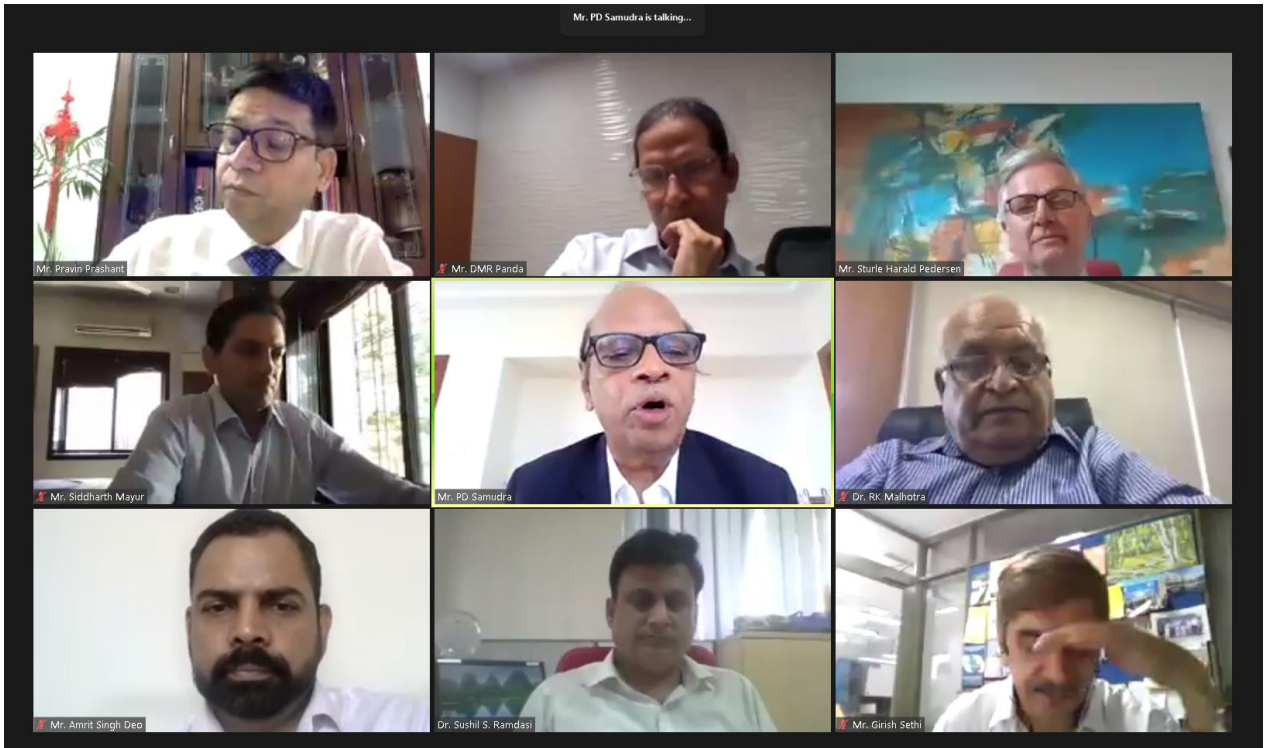 Mr. PD Samudra is talking...
Mr. Pravin Prashant
Mr. DMR Panda
Mr. Sturle Harald Pedersen
Mr. Siddharth Mayur
Mr. PD Samudra
Dr. RK Malhotra
Mr. Amrit Singh Deo
Dr. Sushil S. Ramdasi
Mr. Girish Sethi